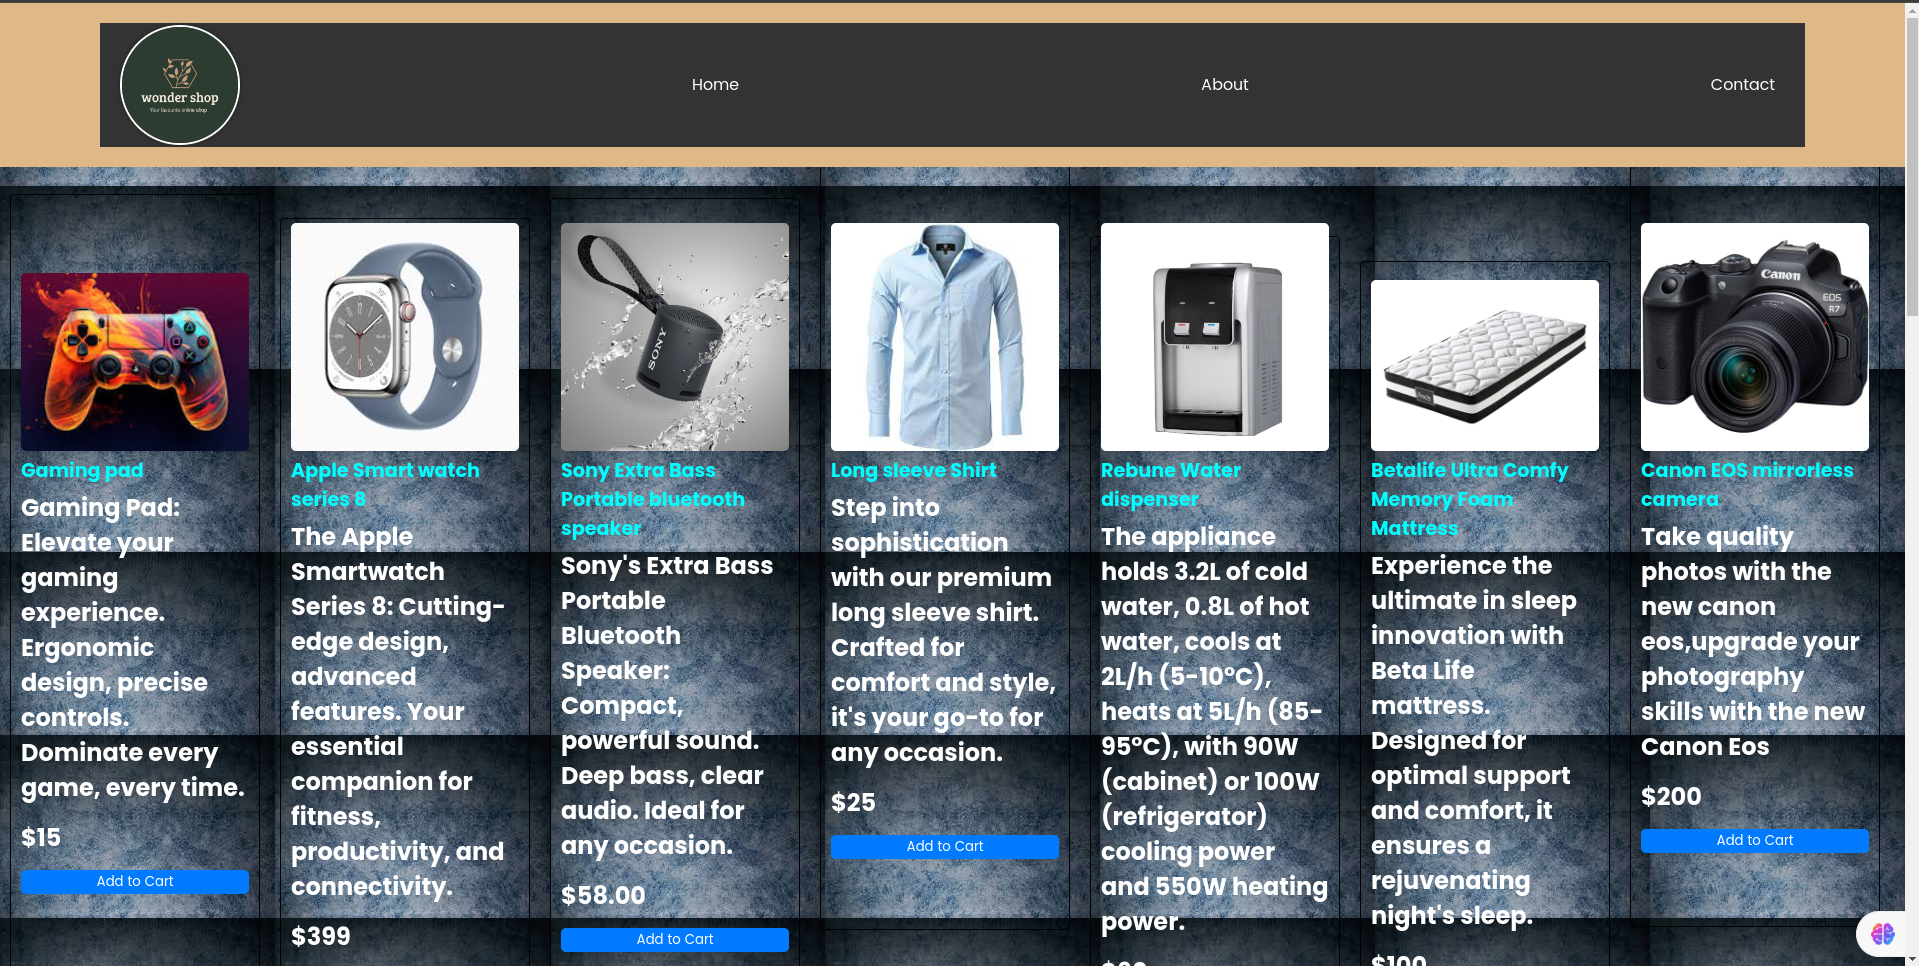 wonder shop
Your favourite online shop
Home
About
Contact
SONY
Canon
EOS
R7
Gaming pad
Gaming Pad:
Elevate your
gaming
experience.
Ergonomic
design, precise
controls.
Dominate every
game, every time.
$15
Add to Cart
Apple Smart watch
series 8
The Apple
Smartwatch
Series 8: Cutting-
edge design,
advanced
features. Your
essential
companion for
fitness,
productivity, and
connectivity.
$399
Sony Extra Bass
Portable bluetooth
speaker
Sony's Extra Bass
Portable
Bluetooth
Speaker:
Compact,
powerful sound.
Deep bass, clear
audio. Ideal for
any occasion.
$58.00
Add to Cart
Long sleeve Shirt
Step into
sophistication
with our premium
long sleeve shirt.
Crafted for
comfort and style,
it's your go-to for
any occasion.
$25
Add to Cart
Rebune Water
dispenser
The appliance
holds 3.2L of cold
water, 0.8L of hot
water, cools at
2L/h (5-10°C),
heats at 5L/h (85-
95°C), with 90W
(cabinet) or 100W
(refrigerator)
cooling power
and 550W heating
power.
Betalife Ultra Comfy
Memory Foam
Mattress
Experience the
ultimate in sleep
innovation with
Beta Life
mattress.
Designed for
optimal support
and comfort, it
ensures a
rejuvenating
night's sleep.
$100
Canon EOS mirrorless
camera
Take quality
photos with the
new canon
eos,upgrade your
photography
skills with the new
Canon Eos
$200
Add to Cart